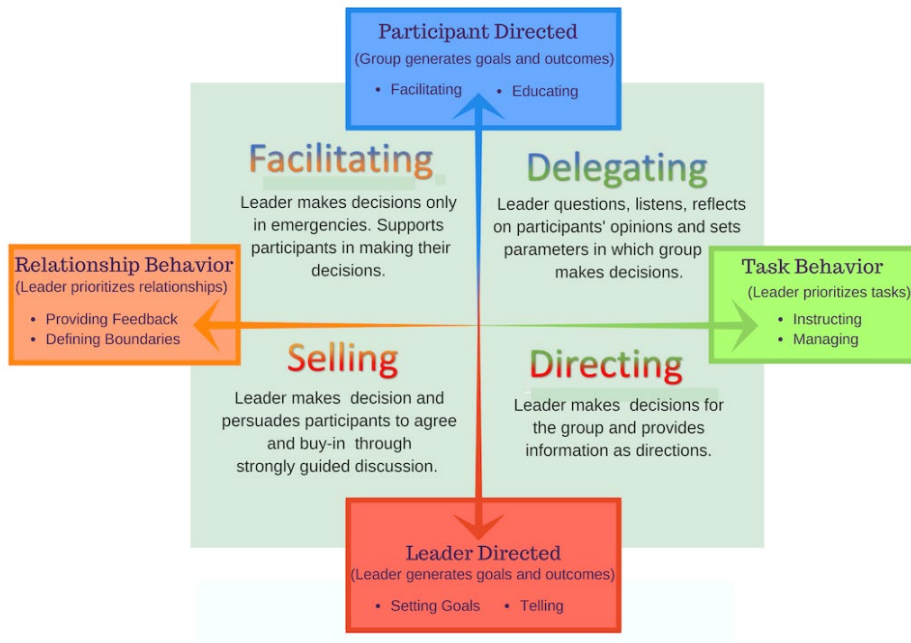 Participant Directed
(Group generates goals and outcomes)
• Facilitating • Educating
Facilitating
Leader makes decisions only
in emergencies. Supports
participants in making their
decisions.
Delegating
Leader questions, listens, reflects
on participants' opinions and sets
parameters in which group
makes decisions.
Relationship Behavior
(Leader prioritizes relationships)
• Providing Feedback
• Defining Boundaries
Task Behavior
(Leader prioritizes tasks)
• Instructing
• Managing
Selling
Leader makes decision and
persuades participants to agree
and buy-in through
strongly guided discussion.
Directing
Leader makes decisions for
the group and provides
information as directions.
Leader Directed
(Leader generates goals and outcomes)
• Setting Goals • Telling